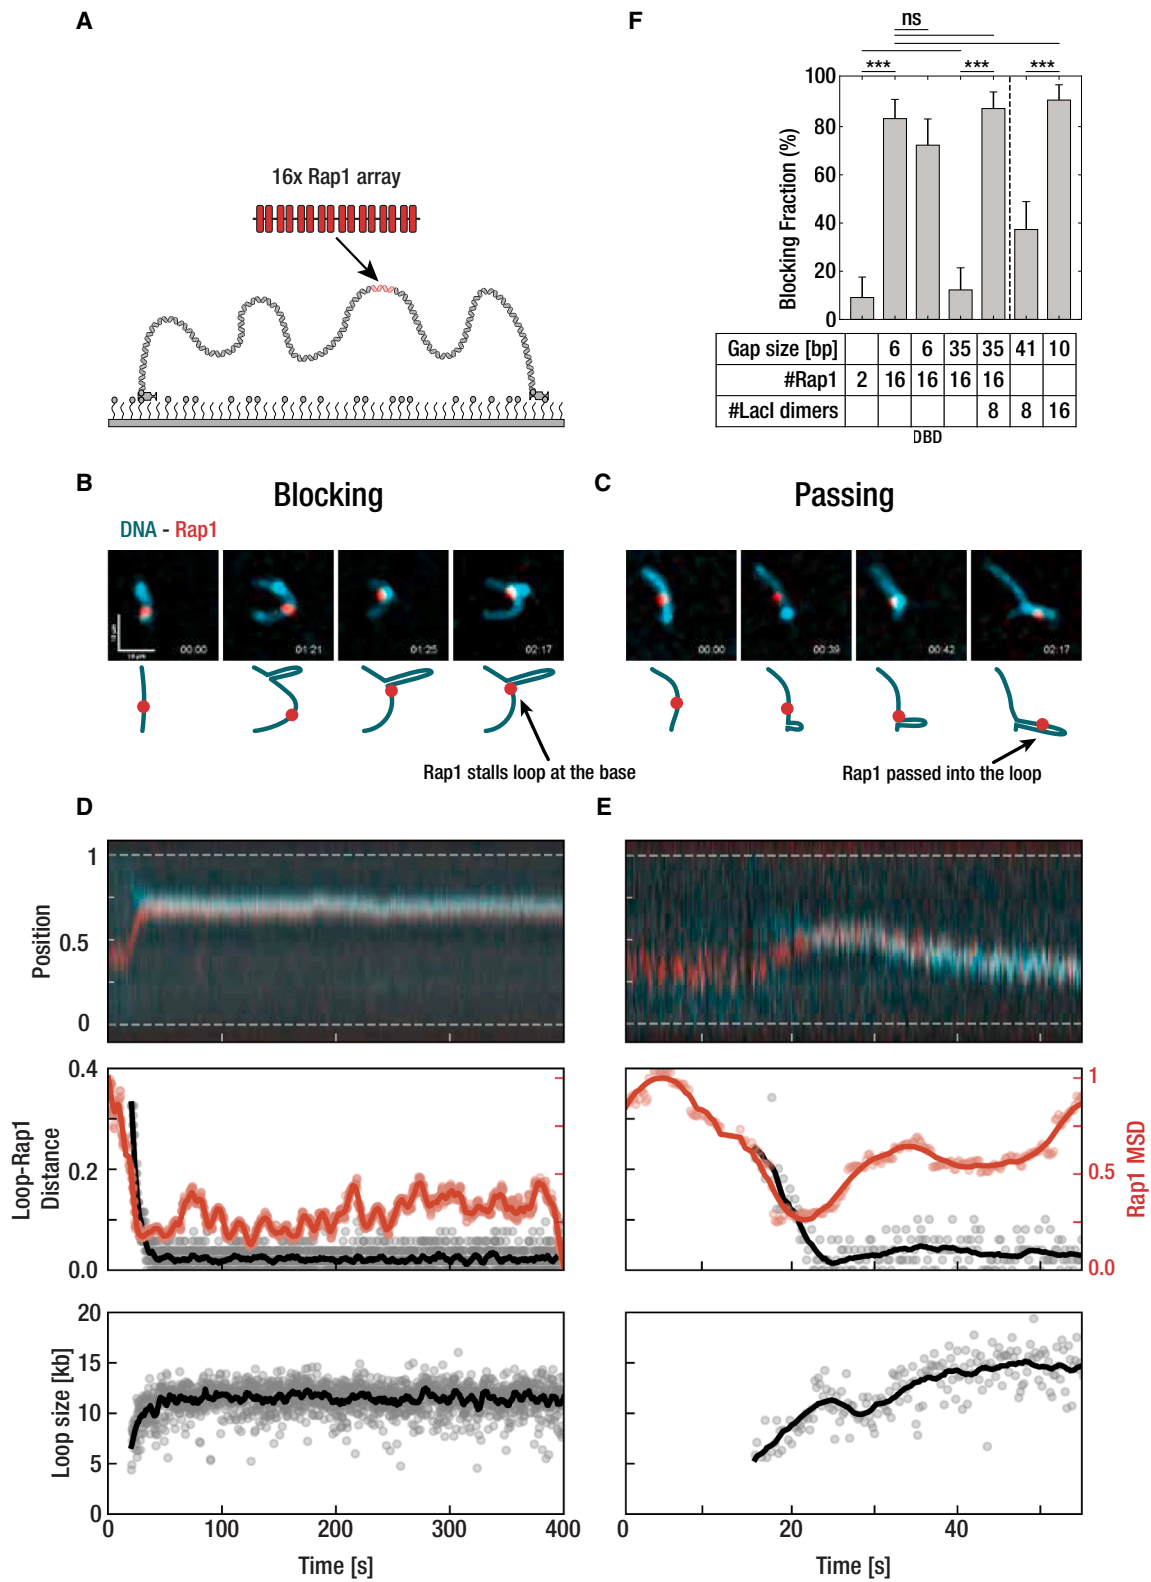 A
16x Rap1 array
F
ns
*** *** ***
Blocking Fraction (%)
100
80
60
40
20
0
Gap size [bp] 6 6 35 35 41 10
#Rap1 2 16 16 16 16
#LacI dimers 8 8 16
DBD
B
Blocking
DNA - Rap1
00:00
01:21
01:25
02:17
Rap1 stalls loop at the base
C
Passing
00:00
00:39
00:42
02:17
Rap1 passed into the loop
D
Position
1
0.5
0
Loop-Rap1
Distance
0.4
0.2
0.0
Loop size [kb]
20
15
10
5
0
0 100 200 300 400
Time [s]
E
1
0.5
0.0
Rap1 MSD
0 20 40
Time [s]